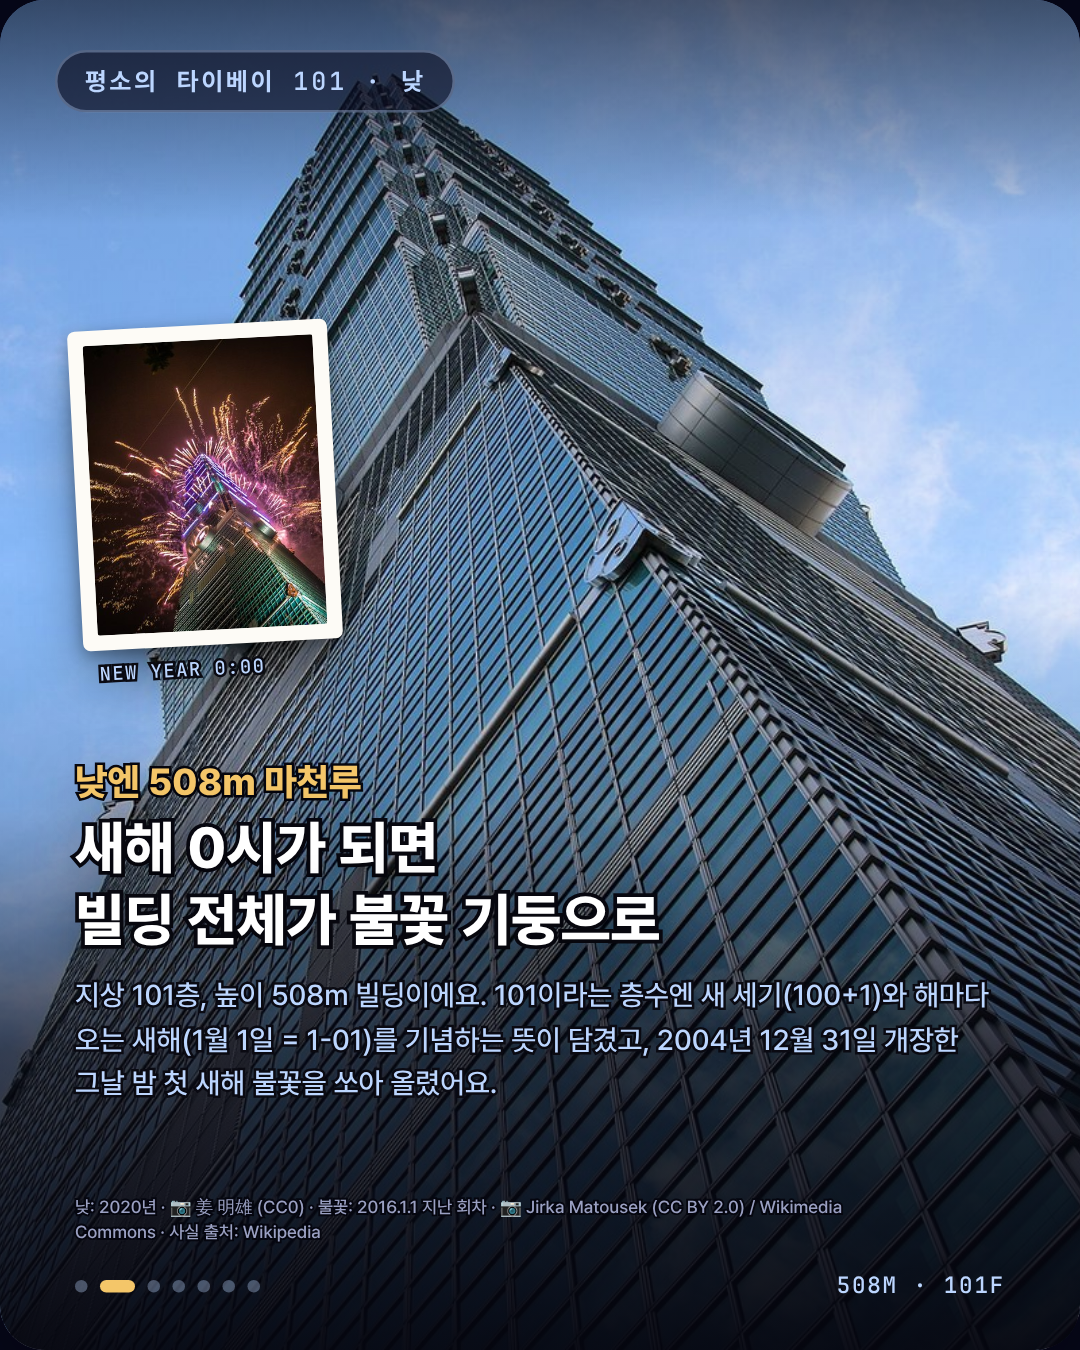 평소의 타이베이 101 · 낮
NEW YEAR 0:00
낮엔 508m 마천루
새해 0시가 되면
빌딩 전체가 불꽃 기둥으로
지상 101층, 높이 508m 빌딩이에요. 101이라는 층수엔 새 세기(100+1)와 해마다
오는 새해(1월 1일 = 1-01)를 기념하는 뜻이 담겼고, 2004년 12월 31일 개장한
그날 밤 첫 새해 불꽃을 쏘아 올렸어요.
낮: 2020년 · 📷 姜 明雄 (CC0) · 불꽃: 2016.1.1 지난 회차 · 📷 Jirka Matousek (CC BY 2.0) / Wikimedia
Commons · 사실 출처: Wikipedia
508M · 101F